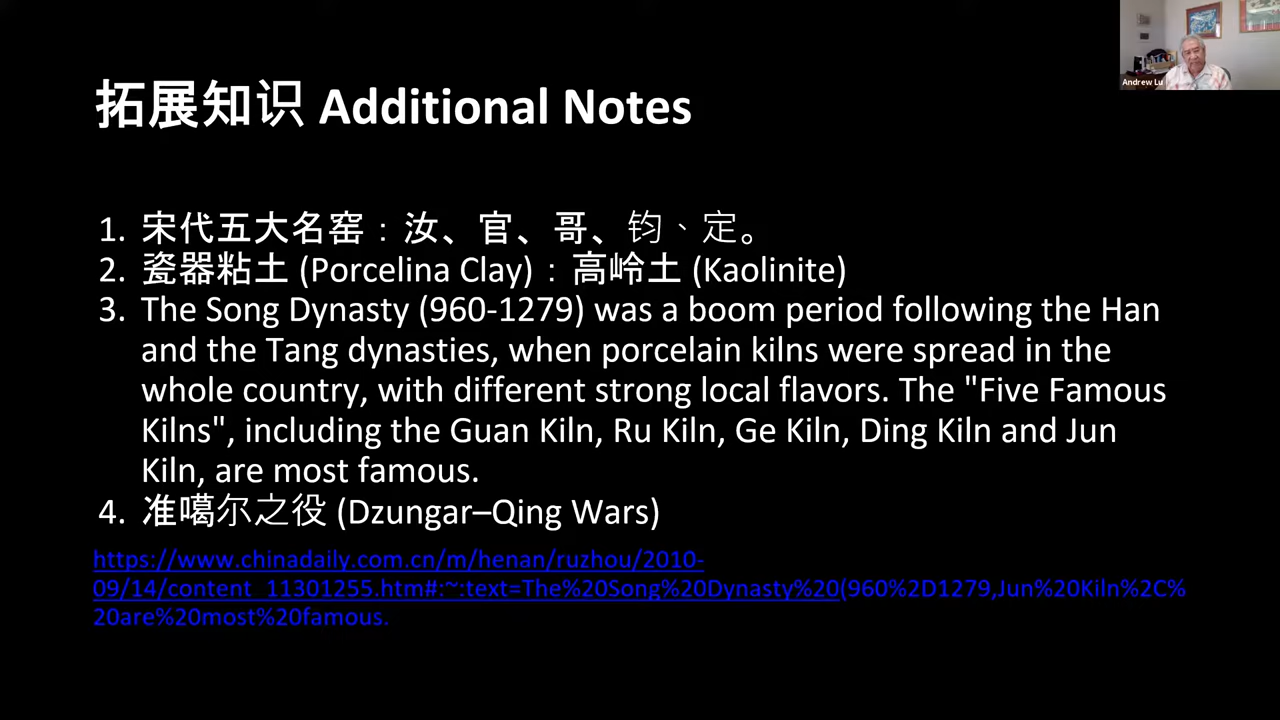 Andrew Lu
拓展知识 Additional Notes
1. 宋代五大名窑：汝、官、哥、钧、定。
2. 瓷器粘土 (Porcelina Clay)：高岭土 (Kaolinite)
3. The Song Dynasty (960-1279) was a boom period following the Han
and the Tang dynasties, when porcelain kilns were spread in the
whole country, with different strong local flavors. The "Five Famous
Kilns", including the Guan Kiln, Ru Kiln, Ge Kiln, Ding Kiln and Jun
Kiln, are most famous.
4. 准噶尔之役 (Dzungar–Qing Wars)
https://www.chinadaily.com.cn/m/henan/ruzhou/2010-
09/14/content_11301255.htm#:~:text=The%20Song%20Dynasty%20(960%2D1279,Jun%20Kiln%2C%
20are%20most%20famous.